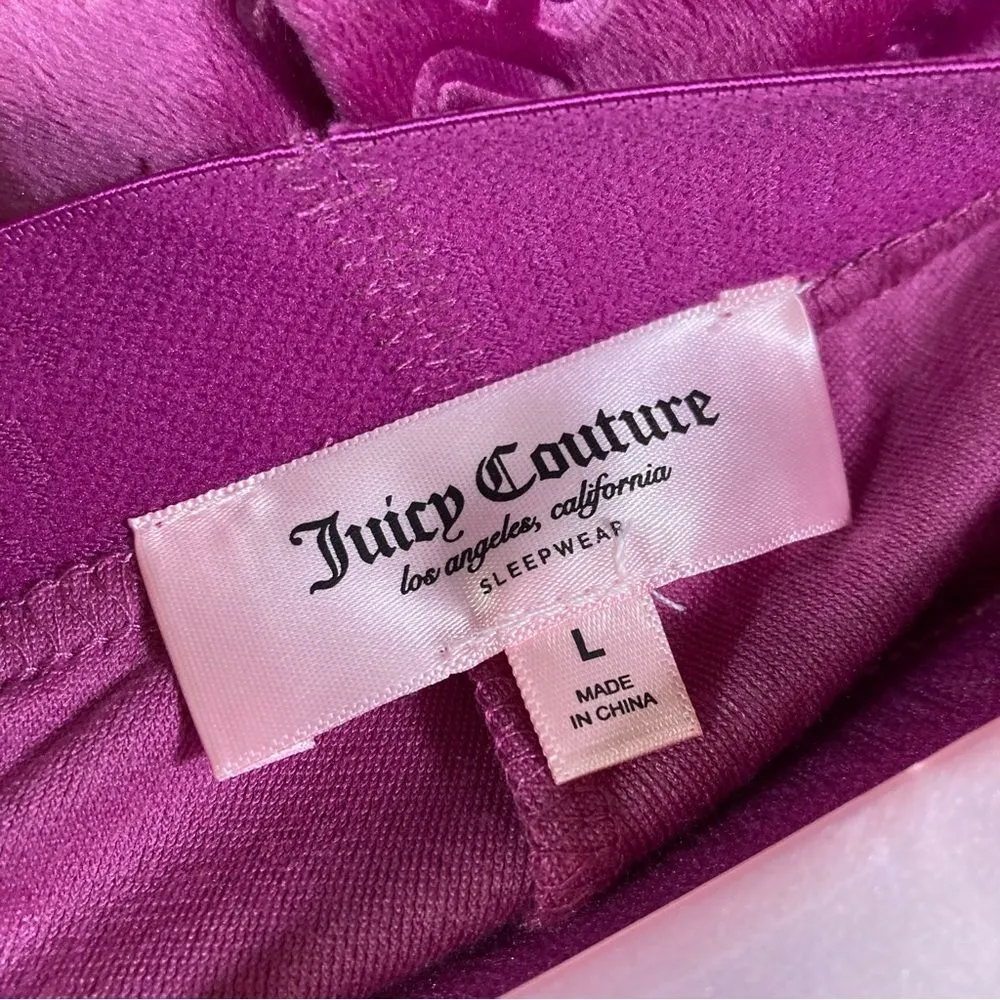 Juicy Couture
los angeles, california
SLEEPWEAR
L
MADE
IN CHINA